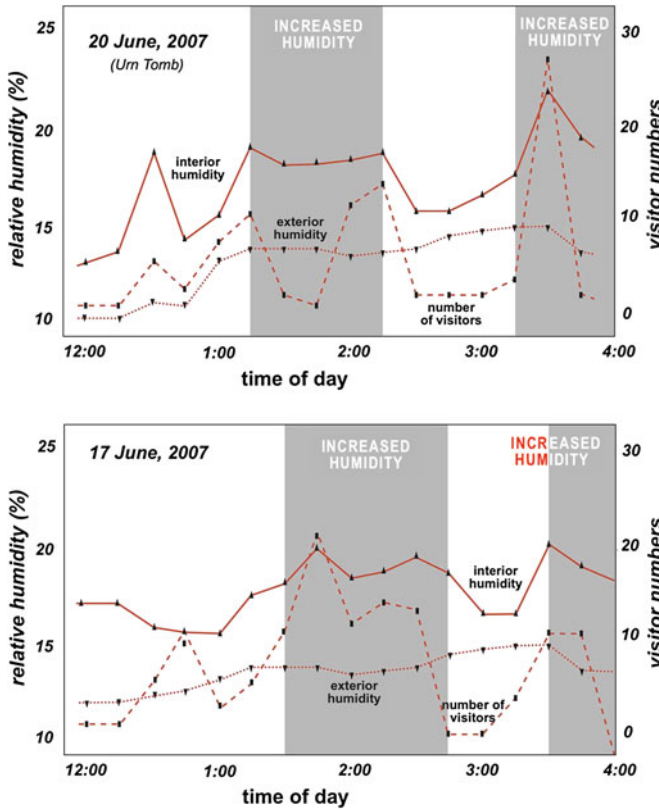 25
20
15
10
relative humidity (%)
20 June, 2007
(Urn Tomb)
INCREASED
HUMIDITY
INCREASED
HUMIDITY
interior
humidity
exterior
humidity
number
of visitors
30
20
10
0
visitor numbers
12:00 1:00 2:00 3:00 4:00
time of day
25
20
15
10
relative humidity (%)
17 June, 2007
INCREASED
HUMIDITY
INCREASED
HUMIDITY
interior
humidity
exterior
humidity
number of
visitors
30
20
10
0
visitor numbers
12:00 1:00 2:00 3:00 4:00
time of day